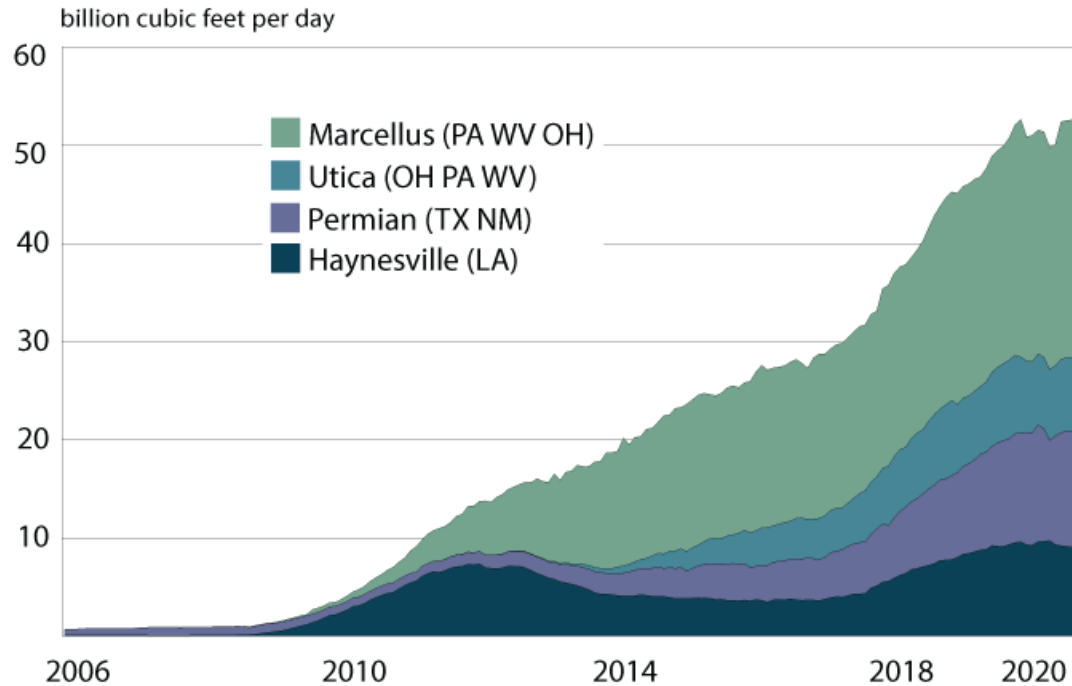 billion cubic feet per day
60
50
40
30
20
10
Marcellus (PA WV OH)
Utica (OH PA WV)
Permian (TX NM)
Haynesville (LA)
2006 2010 2014 2018 2020